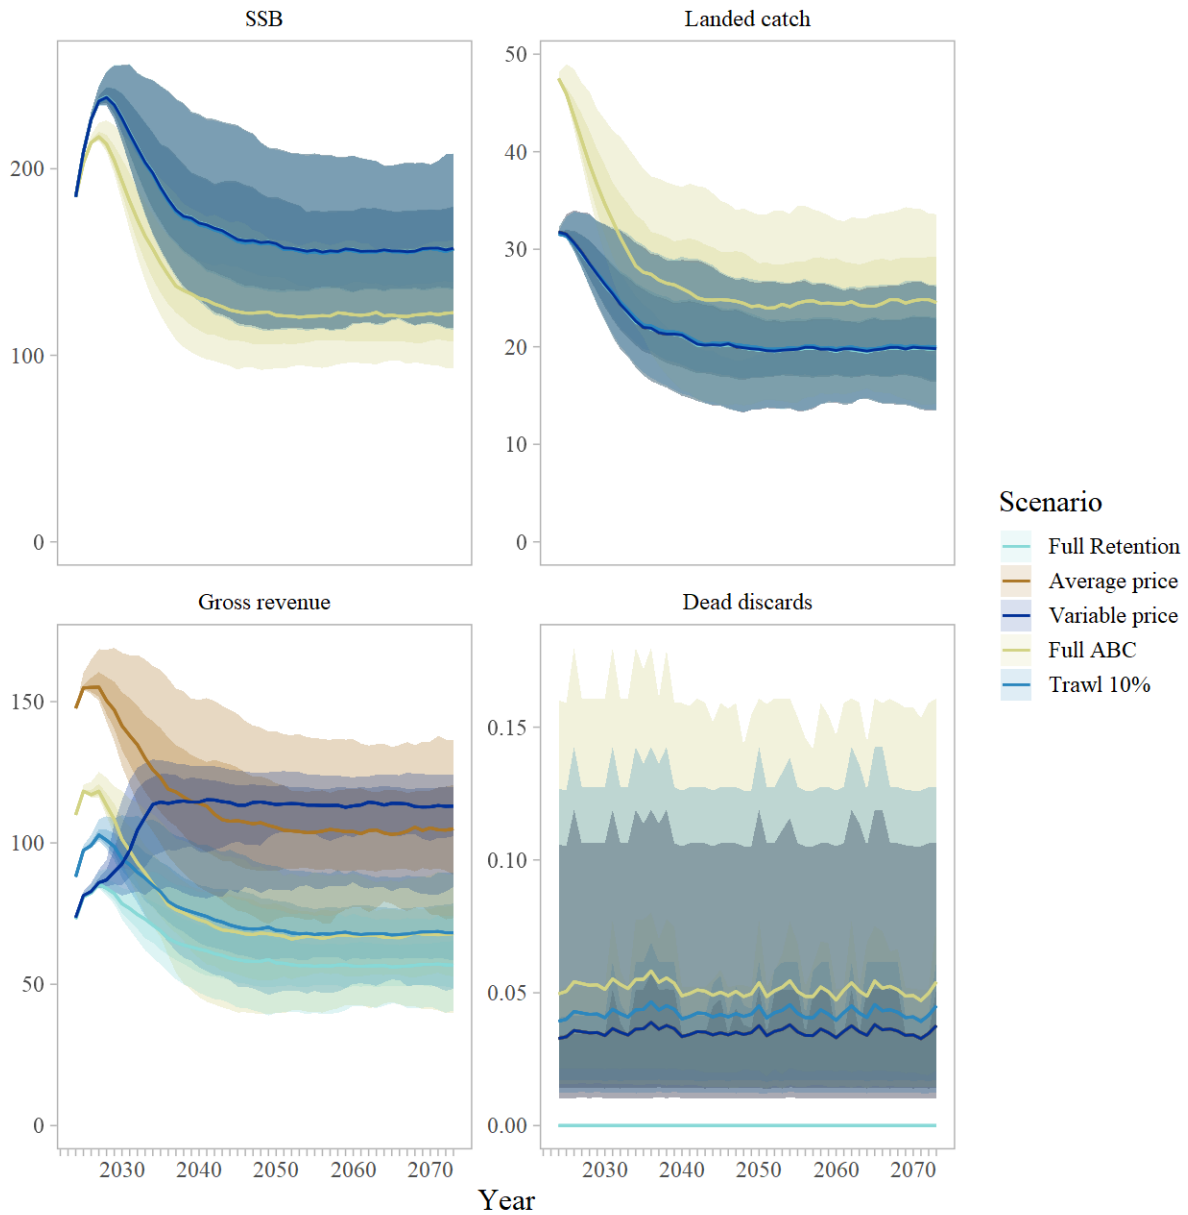 SSB
Landed catch
200
100
0
50
40
30
20
10
0
Gross revenue
Dead discards
150
100
50
0
0.15
0.10
0.05
0.00
2030 2040 2050 2060 2070
2030 2040 2050 2060 2070
Year
Scenario
Full Retention
Average price
Variable price
Full ABC
Trawl 10%